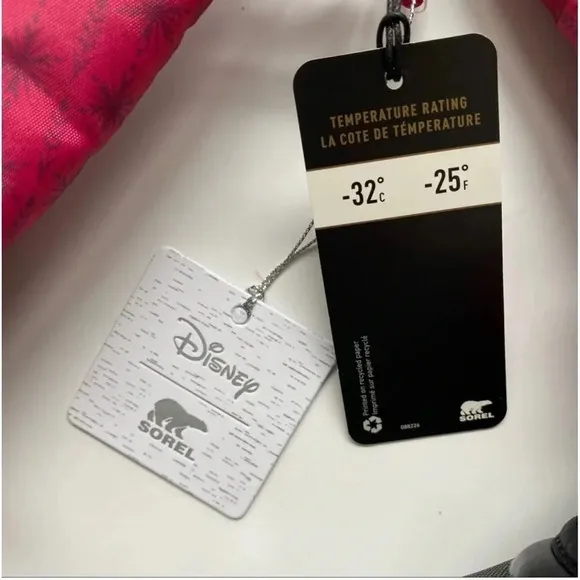 TEMPERATURE RATING
LA COTE DE TÉMPERATURE
-32°C -25°F
Printed on recycled paper
Imprimé sur papier recyclé
088226
SOREL
Disney
SOREL